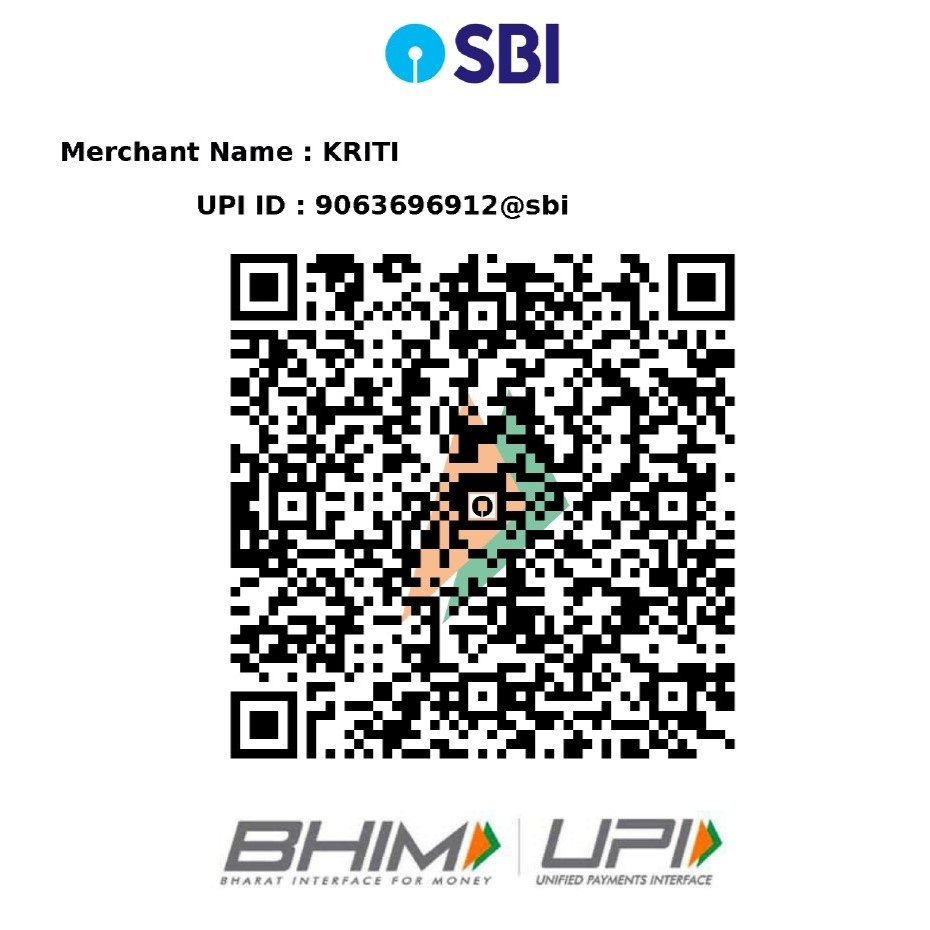 SBI
Merchant Name : KRITI
UPI ID : 9063696912@sbi
BHIM UPI
BHARAT INTERFACE FOR MONEY UNIFIED PAYMENTS INTERFACE